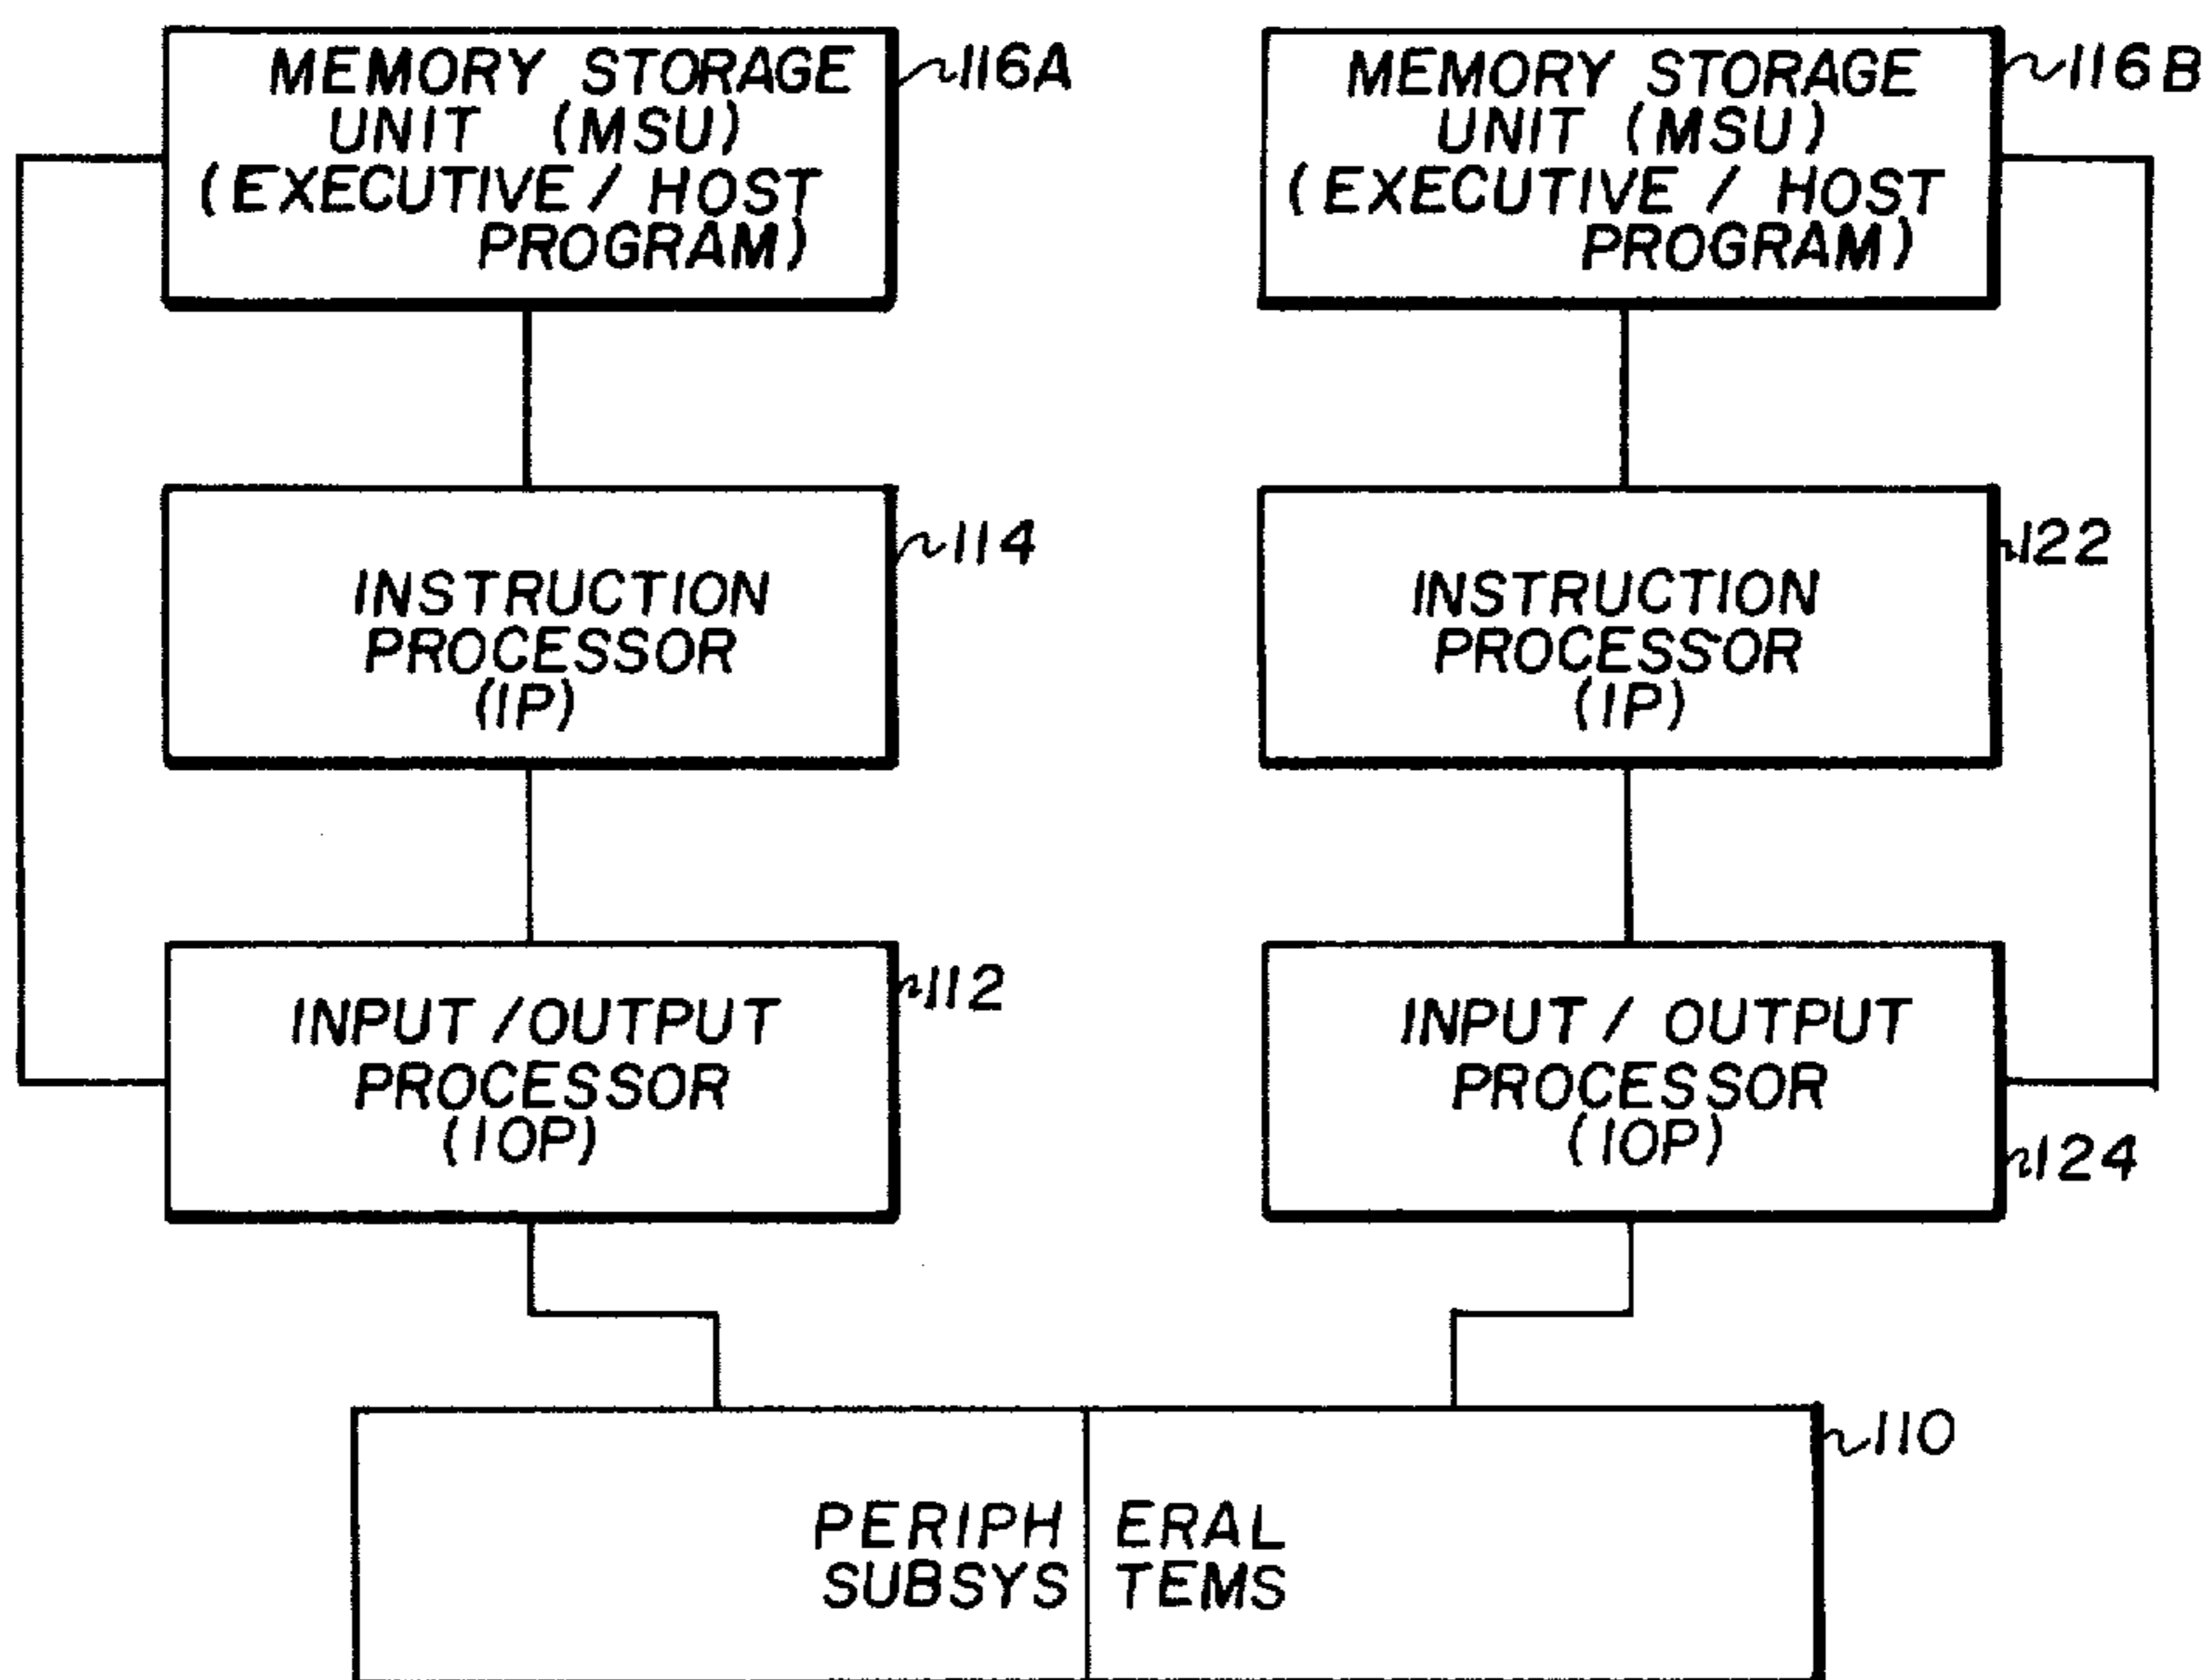 MEMORY STORAGE
UNIT (MSU)
(EXECUTIVE / HOST
PROGRAM)
116A
MEMORY STORAGE
UNIT (MSU)
(EXECUTIVE / HOST
PROGRAM)
116B
INSTRUCTION
PROCESSOR
(IP)
114
INSTRUCTION
PROCESSOR
(IP)
122
INPUT / OUTPUT
PROCESSOR
(IOP)
112
INPUT / OUTPUT
PROCESSOR
(IOP)
124
PERIPH ERAL
SUBSYS TEMS
110